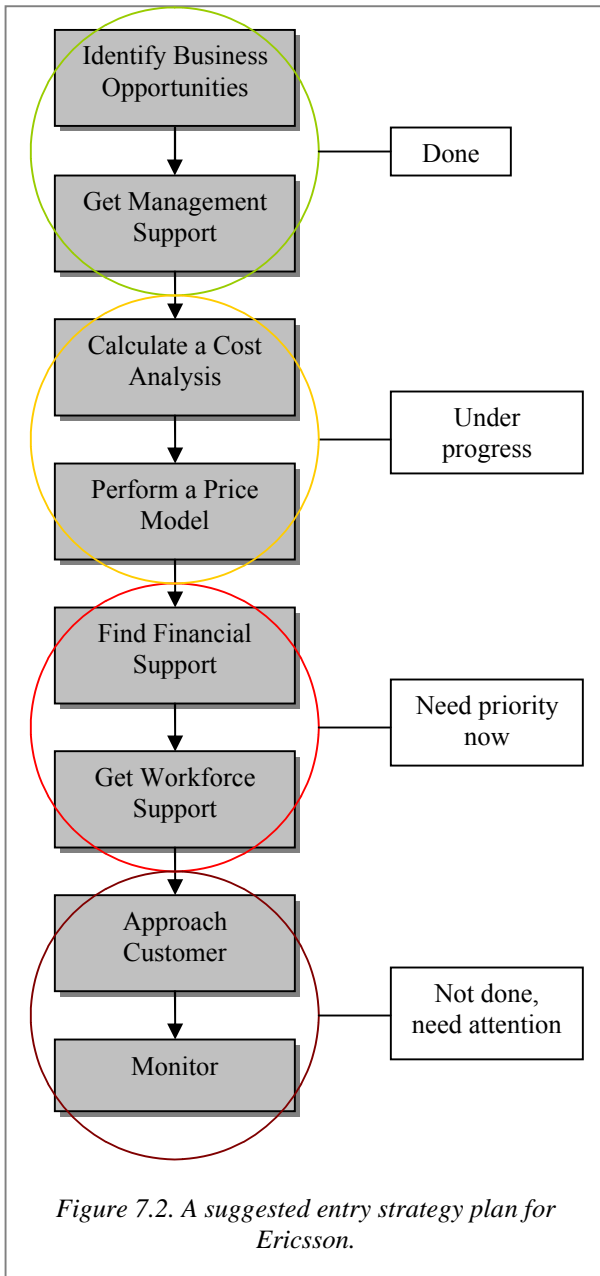 Identify Business
Opportunities
Done
Get Management
Support
Calculate a Cost
Analysis
Under
progress
Perform a Price
Model
Find Financial
Support
Need priority
now
Get Workforce
Support
Approach
Customer
Not done,
need attention
Monitor
Figure 7.2. A suggested entry strategy plan for
Ericsson.